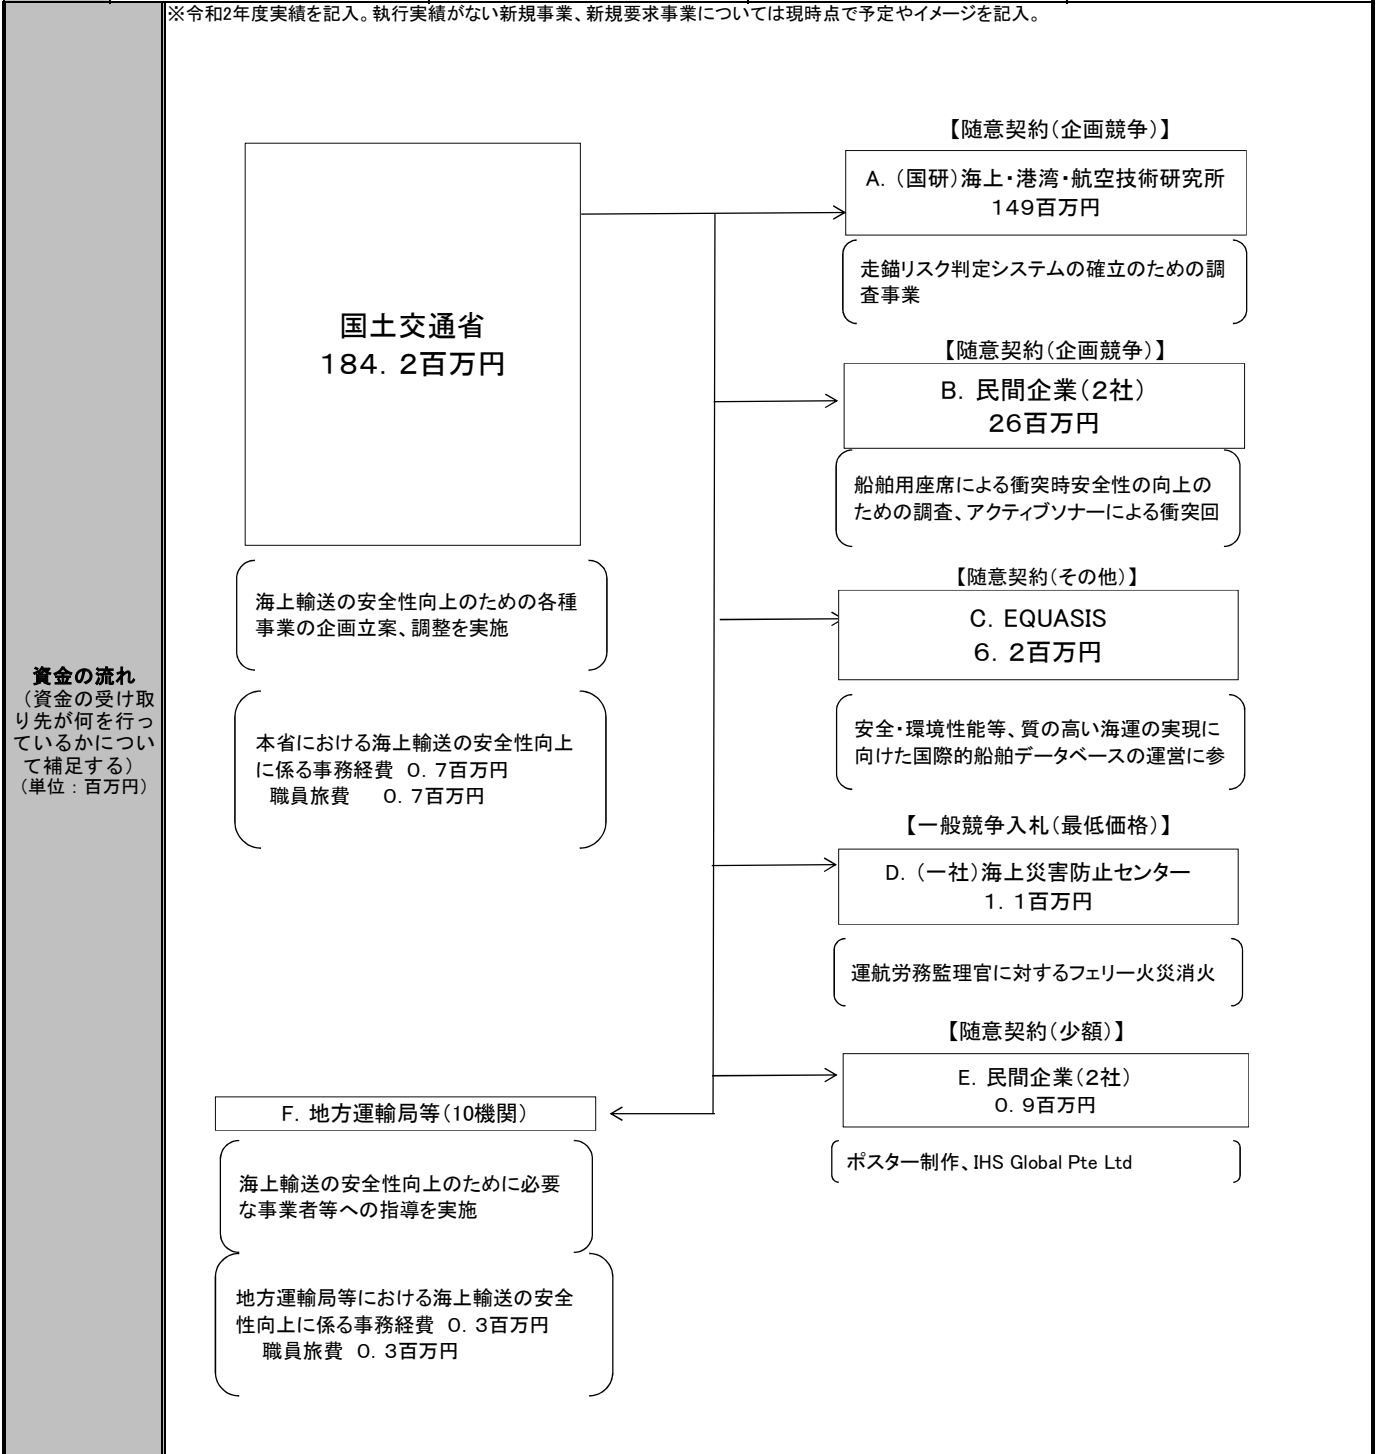 ※令和2年度実績を記入。執行実績がない新規事業、新規要求事業については現時点で予定やイメージを記入。
資金の流れ
（資金の受け取
り先が何を行っ
ているかについ
て補足する）
（単位：百万円）
国土交通省
184．2百万円
海上輸送の安全性向上のための各種
事業の企画立案、調整を実施
本省における海上輸送の安全性向上
に係る事務経費　0．7百万円
職員旅費　　0．7百万円
【随意契約（企画競争）】
A．（国研）海上・港湾・航空技術研究所
149百万円
走錨リスク判定システムの確立のための調
査事業
【随意契約（企画競争）】
B．民間企業（2社）
26百万円
船舶用座席による衝突時安全性の向上の
ための調査、アクティブソナーによる衝突回
【随意契約（その他）】
C．EQUASIS
6．2百万円
安全・環境性能等、質の高い海運の実現に
向けた国際的船舶データベースの運営に参
【一般競争入札（最低価格）】
D．（一社）海上災害防止センター
1．1百万円
運航労務監理官に対するフェリー火災消火
【随意契約（少額）】
E．民間企業（2社）
0．9百万円
ポスター制作、IHS Global Pte Ltd
F．地方運輸局等（10機関）
海上輸送の安全性向上のために必要
な事業者等への指導を実施
地方運輸局等における海上輸送の安全
性向上に係る事務経費　0．3百万円
職員旅費　0．3百万円